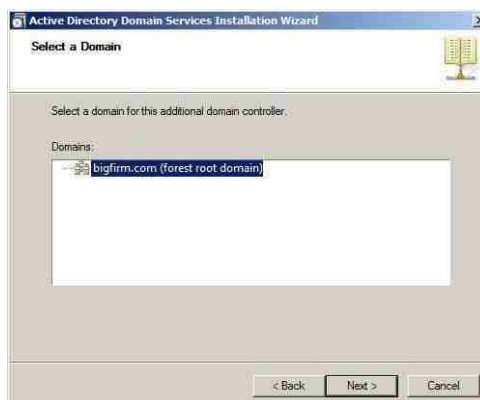 Active Directory Domain Services Installation Wizard
Select a Domain
Select a domain for this additional domain controller.
Domains:
bigfirm.com (forest root domain)
< Back Next > Cancel